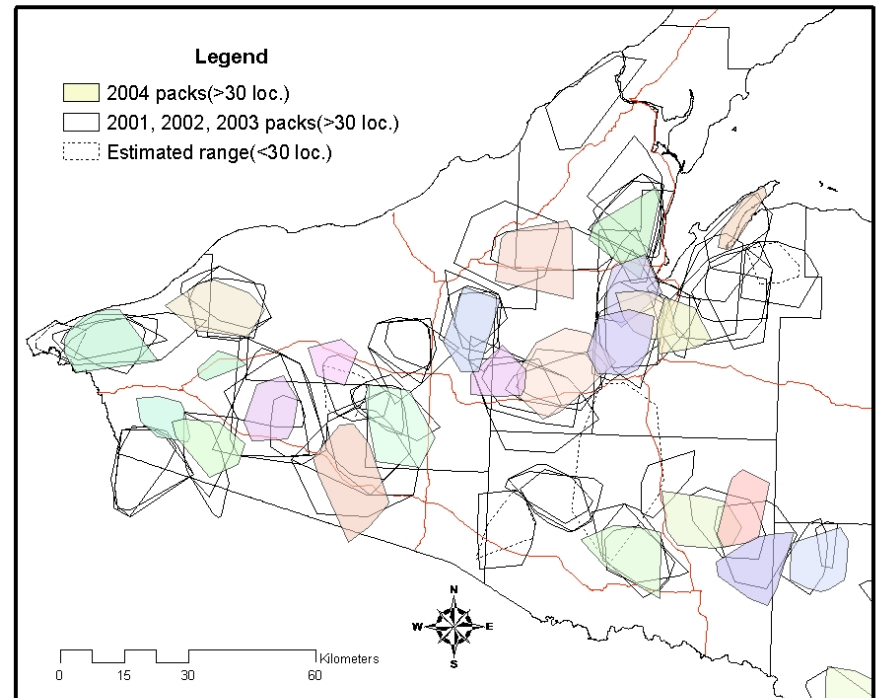 Legend
2004 packs(>30 loc.)
2001, 2002, 2003 packs(>30 loc.)
Estimated range(<30 loc.)
N
W E
S
Kilometers
0 15 30 60